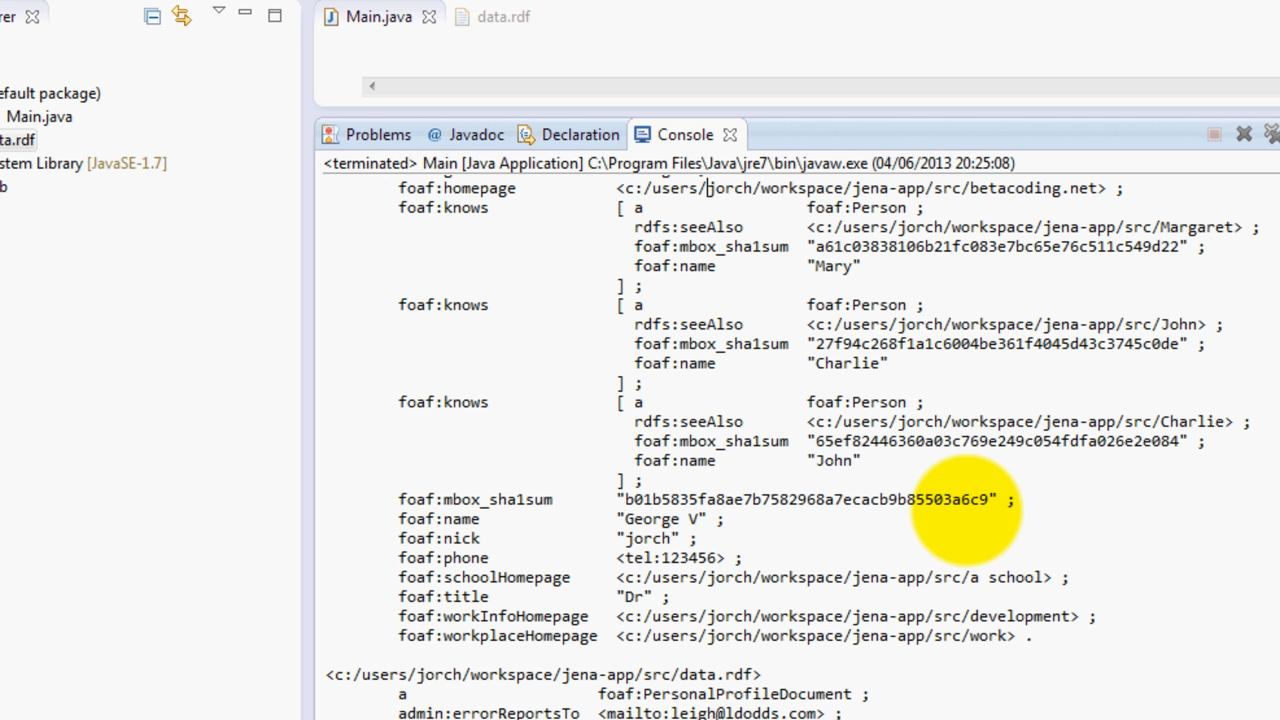 rer
Main.java
data.rdf
efault package)
Main.java
ta.rdf
stem Library [JavaSE-1.7]
b
Problems @ Javadoc Declaration Console
<terminated> Main [Java Application] C:\Program Files\Java\jre7\bin\javaw.exe (04/06/2013 20:25:08)
foaf:homepage <c:/users/jorch/workspace/jena-app/src/betacoding.net> ;
foaf:knows [ a foaf:Person ;
rdfs:seeAlso <c:/users/jorch/workspace/jena-app/src/Margaret> ;
foaf:mbox_sha1sum "a61c03838106b21fc083e7bc65e76c511c549d22" ;
foaf:name "Mary"
] ;
foaf:knows [ a foaf:Person ;
rdfs:seeAlso <c:/users/jorch/workspace/jena-app/src/John> ;
foaf:mbox_sha1sum "27f94c268f1a1c6004be361f4045d43c3745c0de" ;
foaf:name "Charlie"
] ;
foaf:knows [ a foaf:Person ;
rdfs:seeAlso <c:/users/jorch/workspace/jena-app/src/Charlie> ;
foaf:mbox_sha1sum "65ef82446360a03c769e249c054fdfa026e2e084" ;
foaf:name "John"
] ;
foaf:mbox_sha1sum "b01b5835fa8ae7b7582968a7ecacb9b85503a6c9" ;
foaf:name "George V" ;
foaf:nick "jorch" ;
foaf:phone <tel:123456> ;
foaf:schoolHomepage <c:/users/jorch/workspace/jena-app/src/a school> ;
foaf:title "Dr" ;
foaf:workInfoHomepage <c:/users/jorch/workspace/jena-app/src/development> ;
foaf:workplaceHomepage <c:/users/jorch/workspace/jena-app/src/work> .
<c:/users/jorch/workspace/jena-app/src/data.rdf>
a foaf:PersonalProfileDocument ;
admin:errorReportsTo <mailto:leigh@ldodds.com> ;